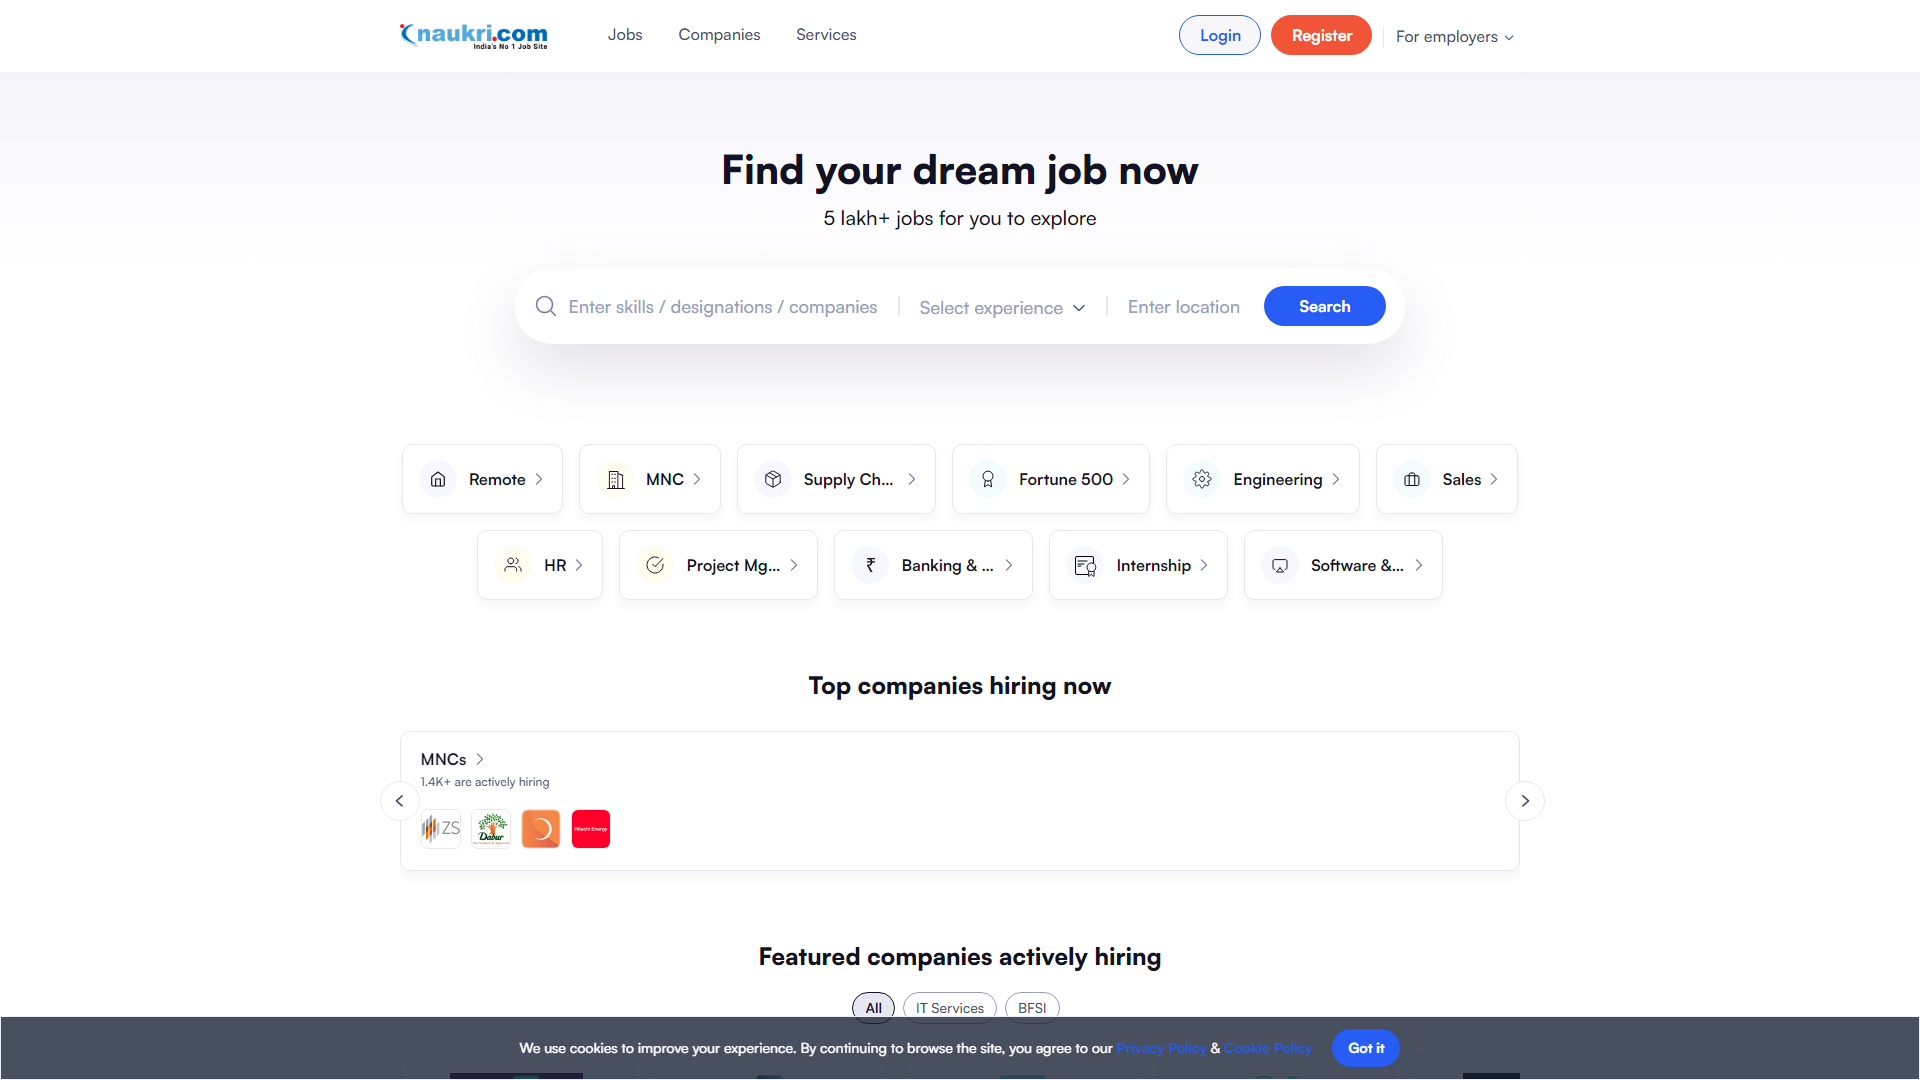 naukri.com
India's No 1 Job Site
Jobs
Companies
Services
Login
Register
For employers
Find your dream job now
5 lakh+ jobs for you to explore
Enter skills / designations / companies
Select experience
Enter location
Search
Remote
MNC
Supply Ch...
Fortune 500
Engineering
Sales
HR
Project Mg...
Banking & ...
Internship
Software &...
Top companies hiring now
MNCs
1.4K+ are actively hiring
ZS
Dabur
Hitachi Energy
Featured companies actively hiring
All
IT Services
BFSI
We use cookies to improve your experience. By continuing to browse the site, you agree to our Privacy Policy & Cookie Policy
Got it